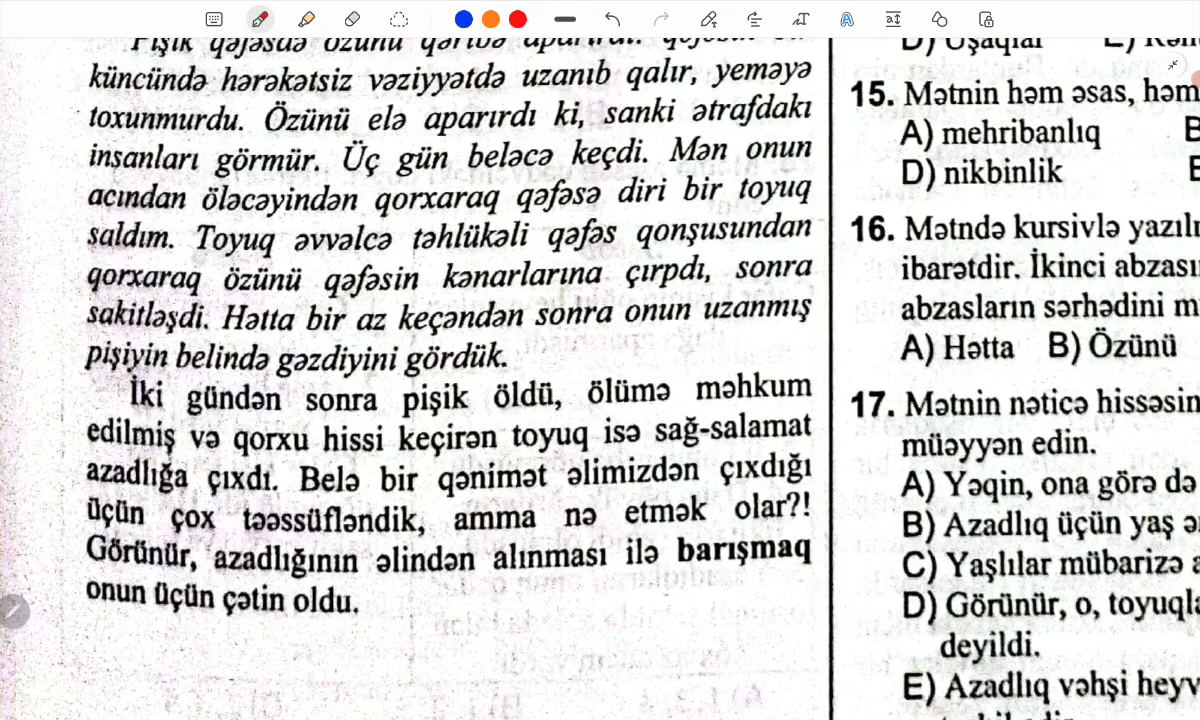 Pişik qəfəsdə özünü qəribə aparırdı:
küncündə hərəkətsiz vəziyyətdə uzanıb qalır, yeməyə
toxunmurdu. Özünü elə aparırdı ki, sanki ətrafdakı
insanları görmür. Üç gün beləcə keçdi. Mən onun
acından öləcəyindən qorxaraq qəfəsə diri bir toyuq
saldım. Toyuq əvvəlcə təhlükəli qəfəs qonşusundan
qorxaraq özünü qəfəsin kənarlarına çırpdı, sonra
sakitləşdi. Hətta bir az keçəndən sonra onun uzanmış
pişiyin belində gəzdiyini gördük.
İki gündən sonra pişik öldü, ölümə məhkum
edilmiş və qorxu hissi keçirən toyuq isə sağ-salamat
azadlığa çıxdı. Belə bir qənimət əlimizdən çıxdığı
üçün çox təəssüfləndik, amma nə etmək olar?!
Görünür, azadlığının əlindən alınması ilə barışmaq
onun üçün çətin oldu.
D) Uşaqlar
15. Mətnin həm əsas, həm
A) mehribanlıq
D) nikbinlik
16. Mətndə kursivlə yazılı
ibarətdir. İkinci abzası
abzasların sərhədini m
A) Hətta B) Özünü
17. Mətnin nəticə hissəsin
müəyyən edin.
A) Yəqin, ona görə də
B) Azadlıq üçün yaş ə
C) Yaşlılar mübarizə a
D) Görünür, o, toyuqla
deyildi.
E) Azadlıq vəhşi heyv